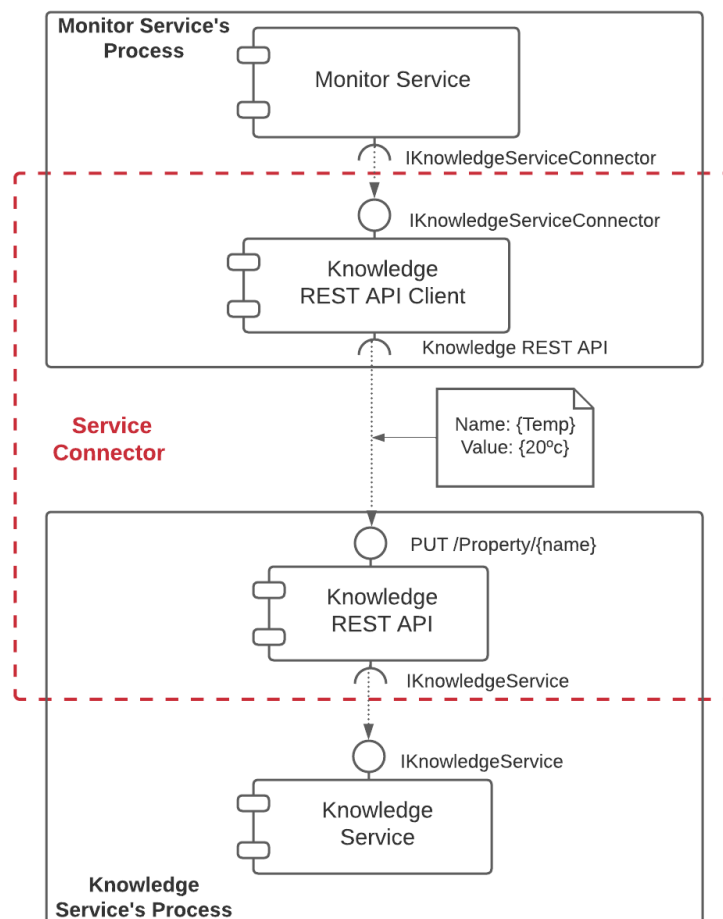 Monitor Service's
Process
Monitor Service
IKnowledgeServiceConnector
IKnowledgeServiceConnector
Knowledge
REST API Client
Knowledge REST API
Service
Connector
Name: {Temp}
Value: {20ºc}
PUT /Property/{name}
Knowledge
REST API
IKnowledgeService
IKnowledgeService
Knowledge
Service
Knowledge
Service's Process